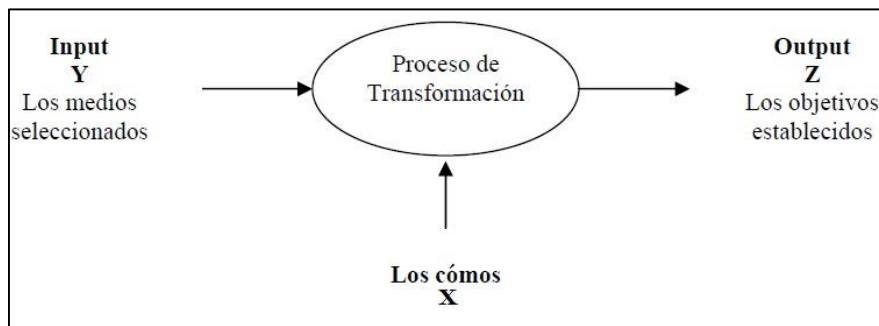 Input
Y
Los medios
seleccionados
Proceso de
Transformación
Output
Z
Los objetivos
establecidos
Los cómos
X